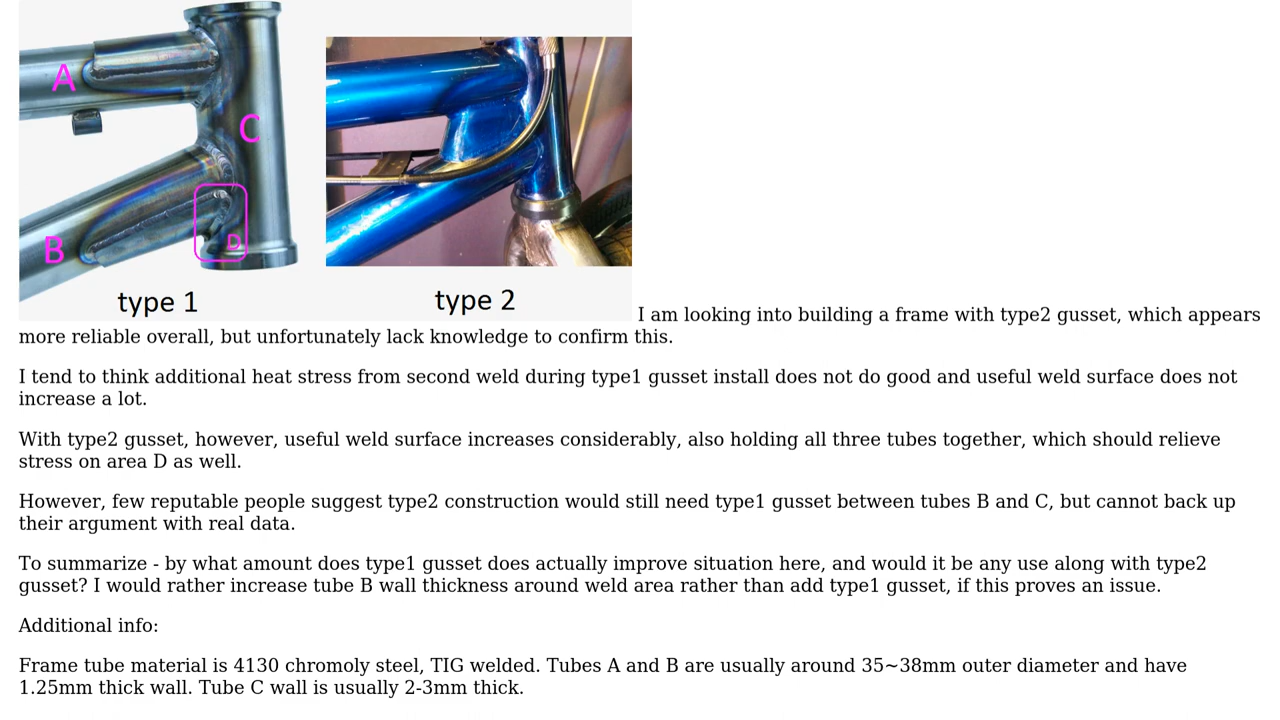 A
C
B
D
type 1
type 2
I am looking into building a frame with type2 gusset, which appears
more reliable overall, but unfortunately lack knowledge to confirm this.
I tend to think additional heat stress from second weld during type1 gusset install does not do good and useful weld surface does not
increase a lot.
With type2 gusset, however, useful weld surface increases considerably, also holding all three tubes together, which should relieve
stress on area D as well.
However, few reputable people suggest type2 construction would still need type1 gusset between tubes B and C, but cannot back up
their argument with real data.
To summarize - by what amount does type1 gusset does actually improve situation here, and would it be any use along with type2
gusset? I would rather increase tube B wall thickness around weld area rather than add type1 gusset, if this proves an issue.
Additional info:
Frame tube material is 4130 chromoly steel, TIG welded. Tubes A and B are usually around 35~38mm outer diameter and have
1.25mm thick wall. Tube C wall is usually 2-3mm thick.